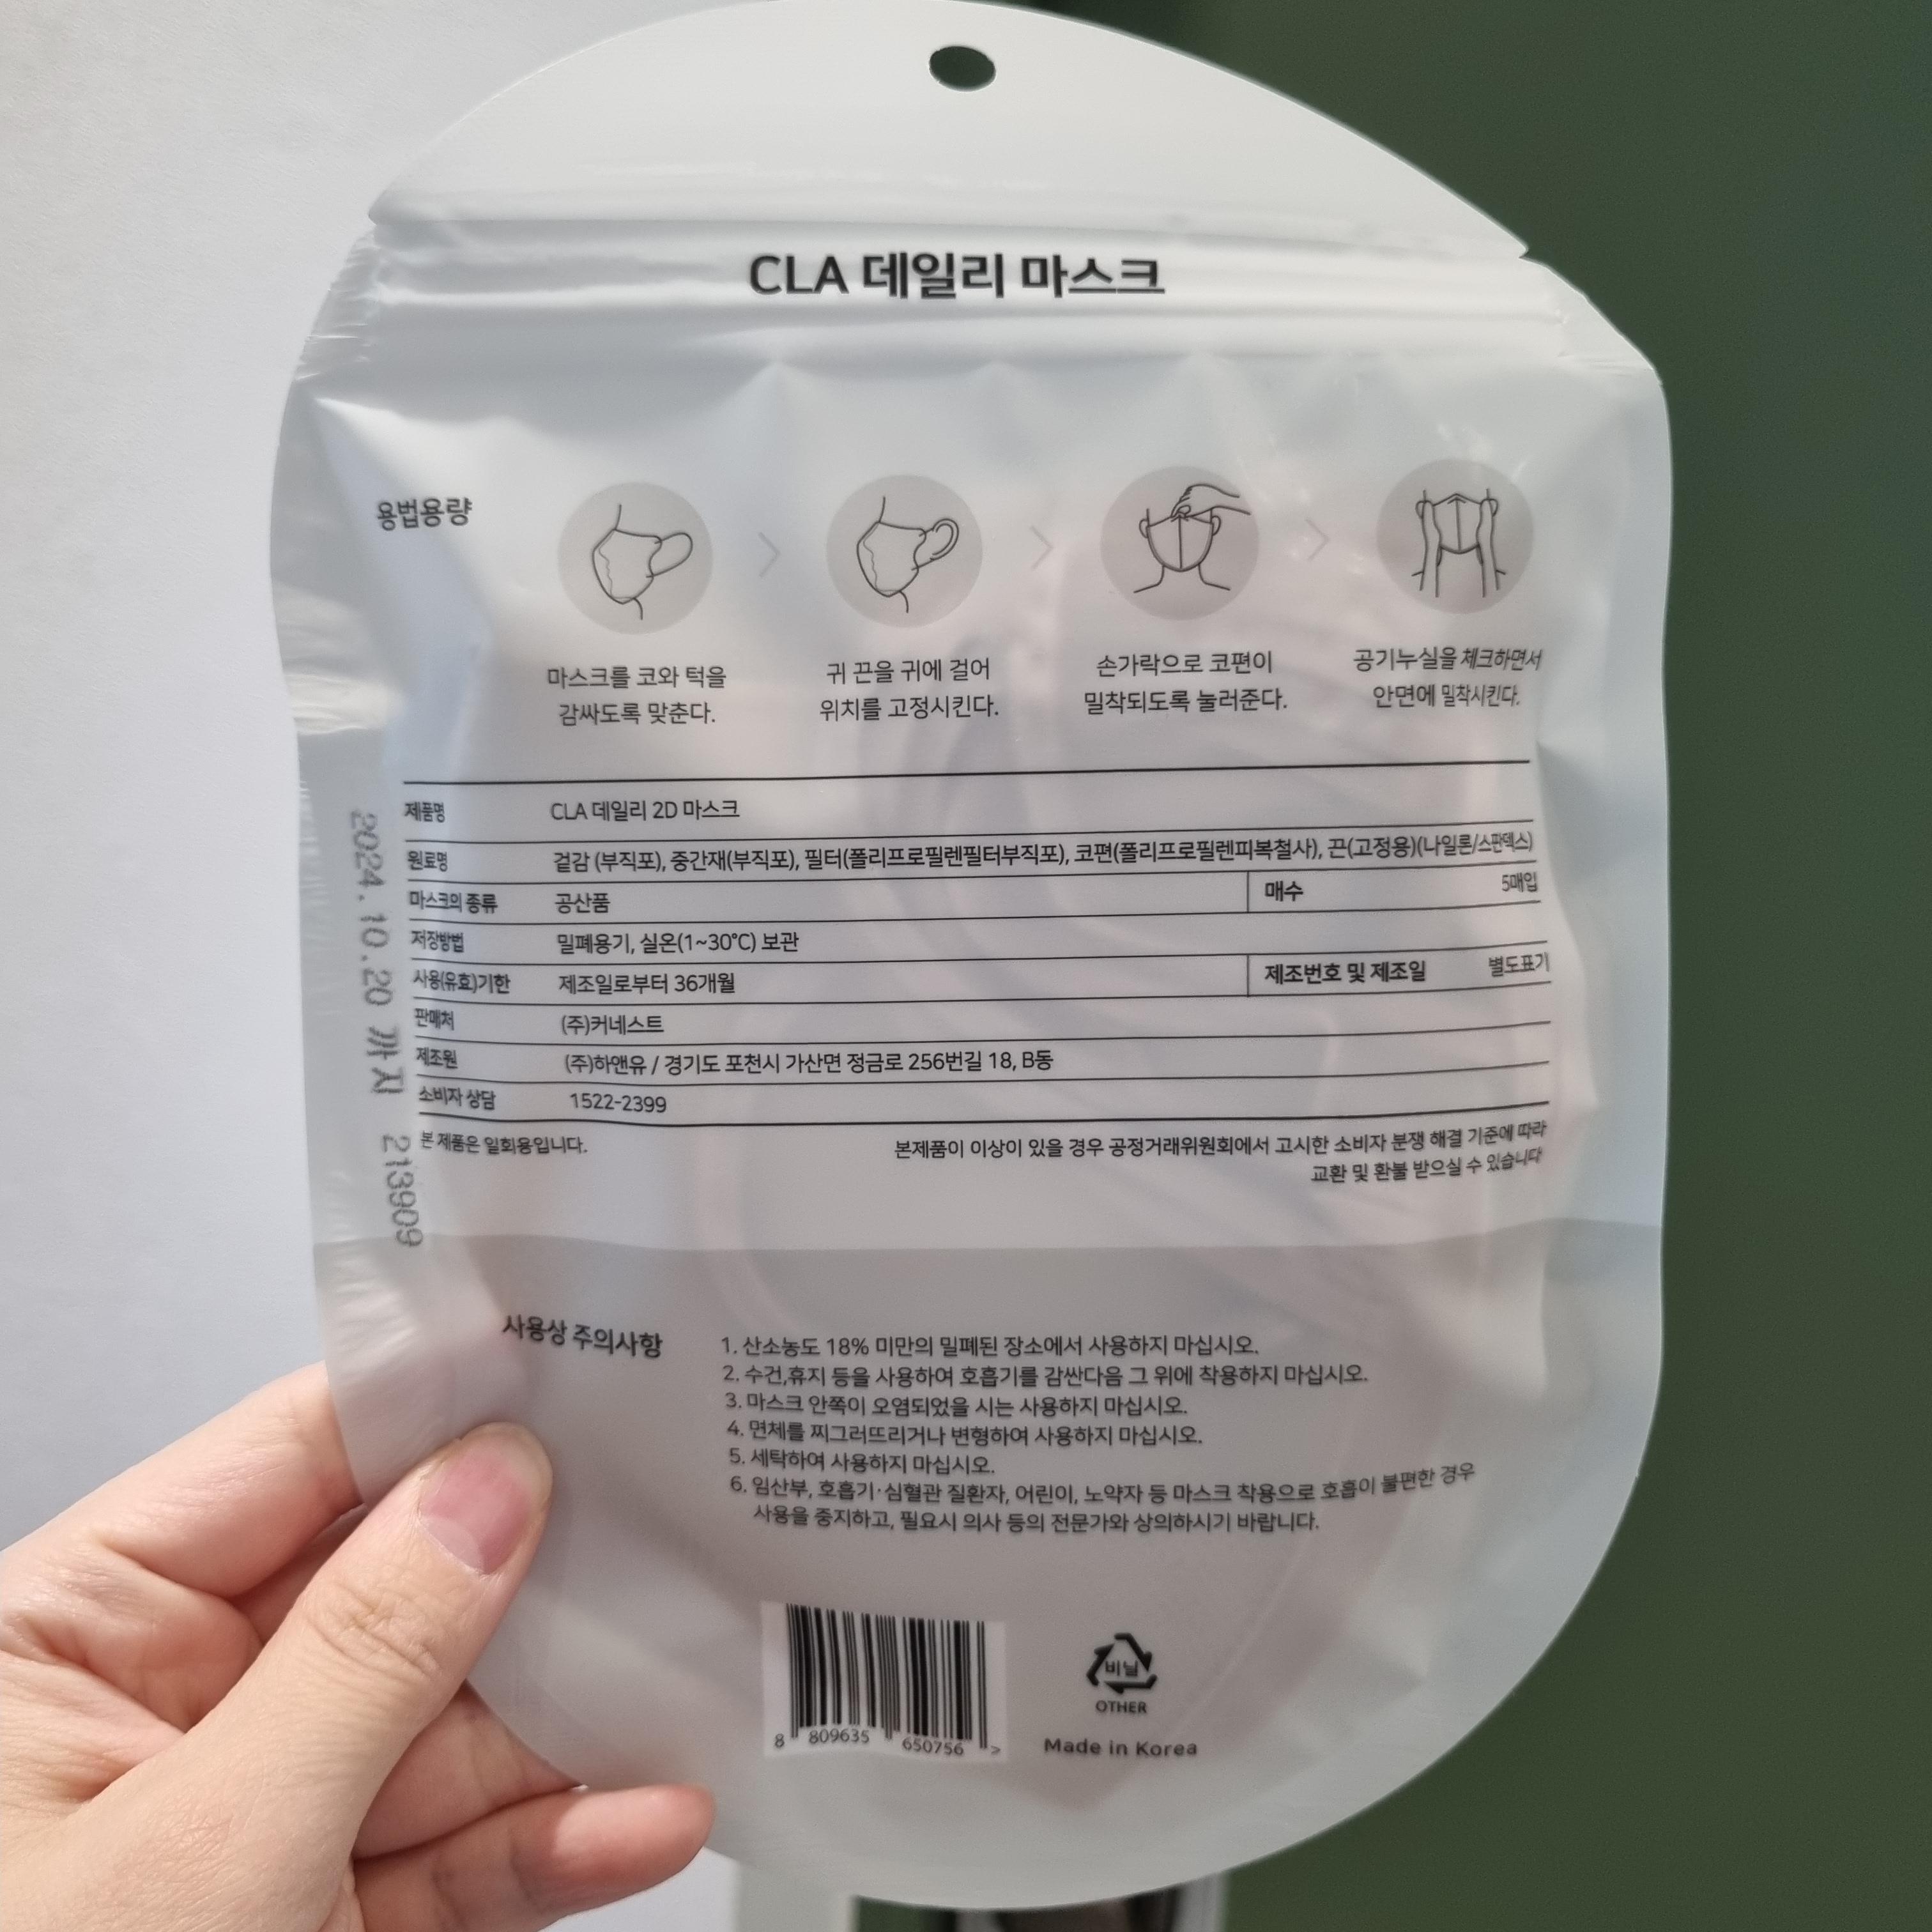 CLA 데일리 마스크
용법용량
마스크를 코와 턱을
감싸도록 맞춘다.
귀 끈을 귀에 걸어
위치를 고정시킨다.
손가락으로 코편이
밀착되도록 눌러준다.
공기누실을 체크하면서
안면에 밀착시킨다.
제품명 CLA 데일리 2D 마스크
원료명 겉감 (부직포), 중간재(부직포), 필터(폴리프로필렌필터부직포), 코편(폴리프로필렌피복철사), 끈(고정용)(나일론/스판덱스)
마스크의 종류 공산품 매수 5매입
저장방법 밀폐용기, 실온(1~30℃) 보관
사용(유효)기한 제조일로부터 36개월 제조번호 및 제조일 별도표기
판매처 (주)커네스트
제조원 (주)하앤유 / 경기도 포천시 가산면 정금로 256번길 18, B동
소비자 상담 1522-2399
본 제품은 일회용입니다.
본제품이 이상이 있을 경우 공정거래위원회에서 고시한 소비자 분쟁 해결 기준에 따라
교환 및 환불 받으실 수 있습니다
2024.10.20 까지 213909
사용상 주의사항
1. 산소농도 18% 미만의 밀폐된 장소에서 사용하지 마십시오.
2. 수건,휴지 등을 사용하여 호흡기를 감싼다음 그 위에 착용하지 마십시오.
3. 마스크 안쪽이 오염되었을 시는 사용하지 마십시오.
4. 면체를 찌그러뜨리거나 변형하여 사용하지 마십시오.
5. 세탁하여 사용하지 마십시오.
6. 임산부, 호흡기·심혈관 질환자, 어린이, 노약자 등 마스크 착용으로 호흡이 불편한 경우
사용을 중지하고, 필요시 의사 등의 전문가와 상의하시기 바랍니다.
8 809635 650756 >
비닐
OTHER
Made in Korea